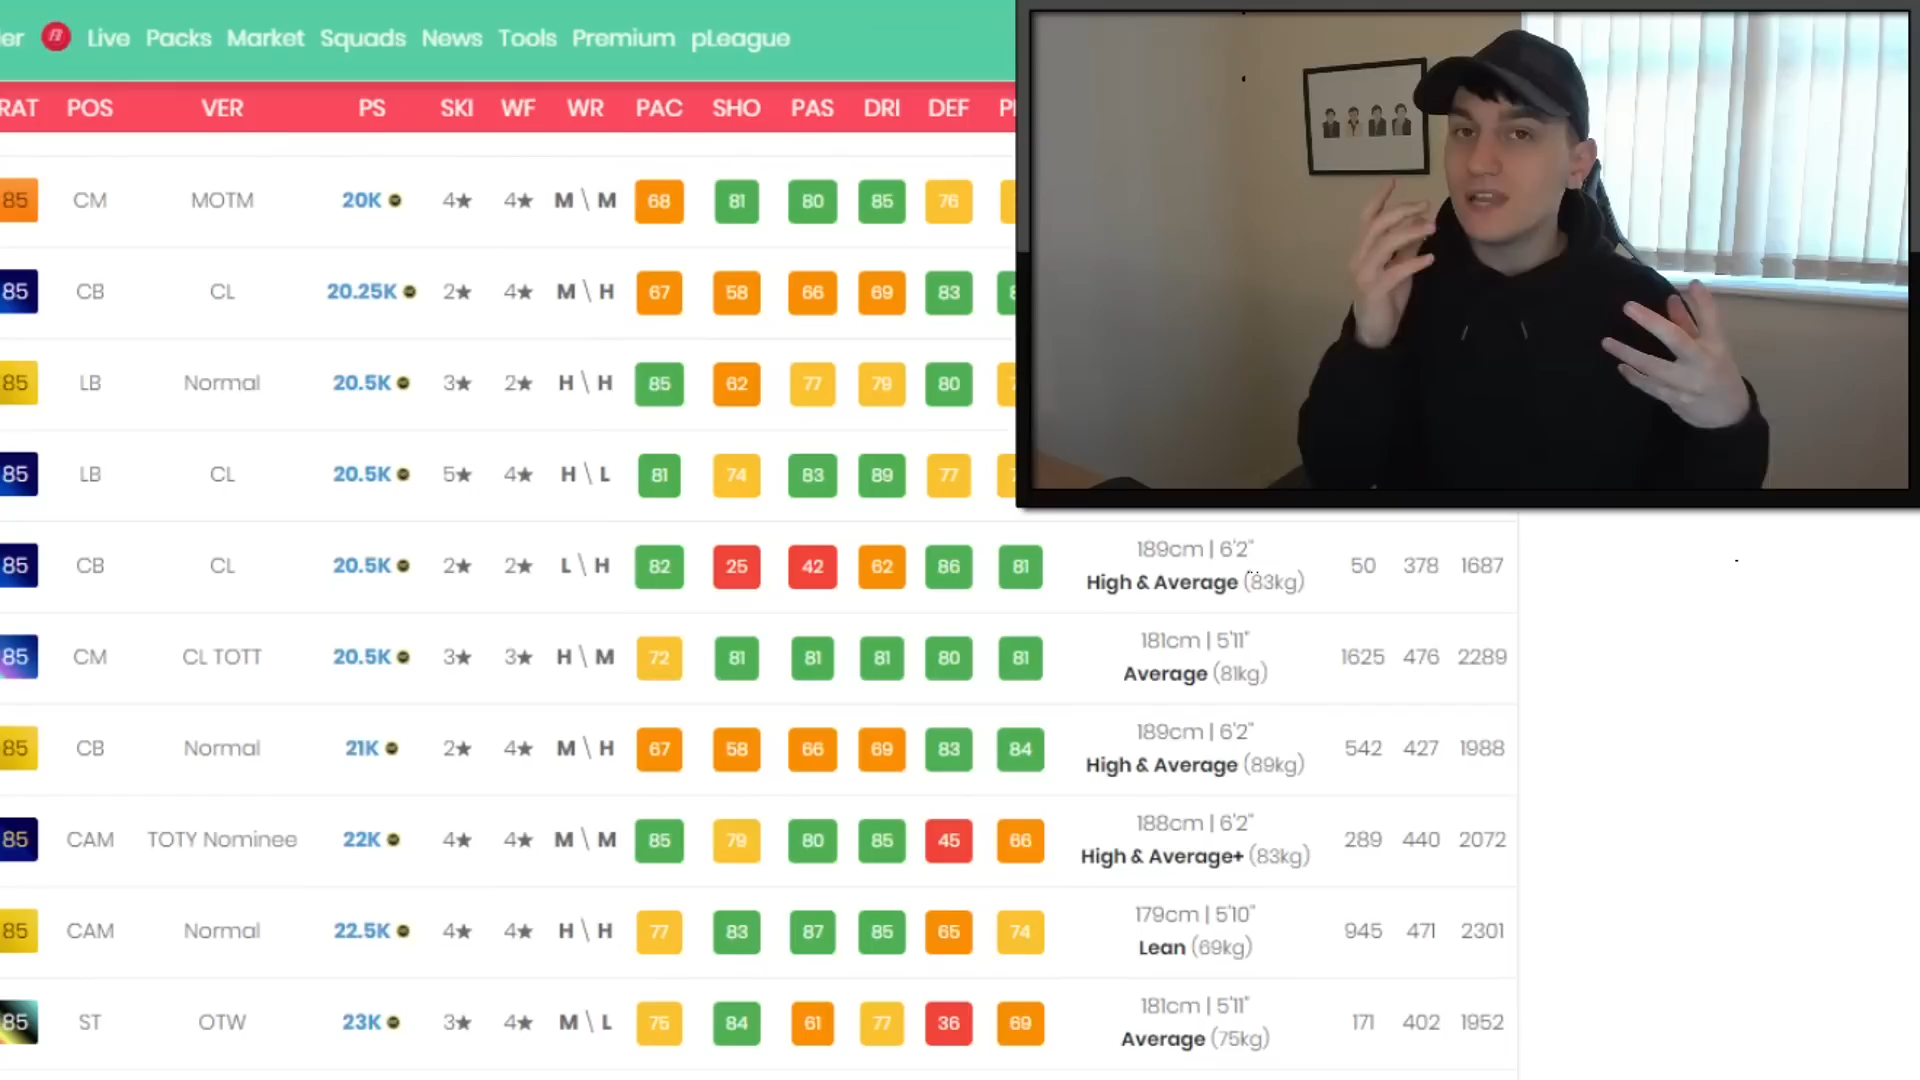 er Live Packs Market Squads News Tools Premium pLeague
RAT POS VER PS SKI WF WR PAC SHO PAS DRI DEF
85 CM MOTM 20K 4★ 4★ M \ M 68 81 80 85 76
85 CB CL 20.25K 2★ 4★ M \ H 67 58 66 69 83
85 LB Normal 20.5K 3★ 2★ H \ H 85 62 77 79 80
85 LB CL 20.5K 5★ 4★ H \ L 81 74 83 89 77
85 CB CL 20.5K 2★ 2★ L \ H 82 25 42 62 86 81 189cm | 6'2" 50 378 1687
High & Average (83kg)
85 CM CL TOTT 20.5K 3★ 3★ H \ M 72 81 81 81 80 81 181cm | 5'11" 1625 476 2289
Average (81kg)
85 CB Normal 21K 2★ 4★ M \ H 67 58 66 69 83 84 189cm | 6'2" 542 427 1988
High & Average (89kg)
85 CAM TOTY Nominee 22K 4★ 4★ M \ M 85 79 80 85 45 66 188cm | 6'2" 289 440 2072
High & Average+ (83kg)
85 CAM Normal 22.5K 4★ 4★ H \ H 77 83 87 85 65 74 179cm | 5'10" 945 471 2301
Lean (69kg)
85 ST OTW 23K 3★ 4★ M \ L 75 84 61 77 36 69 181cm | 5'11" 171 402 1952
Average (75kg)